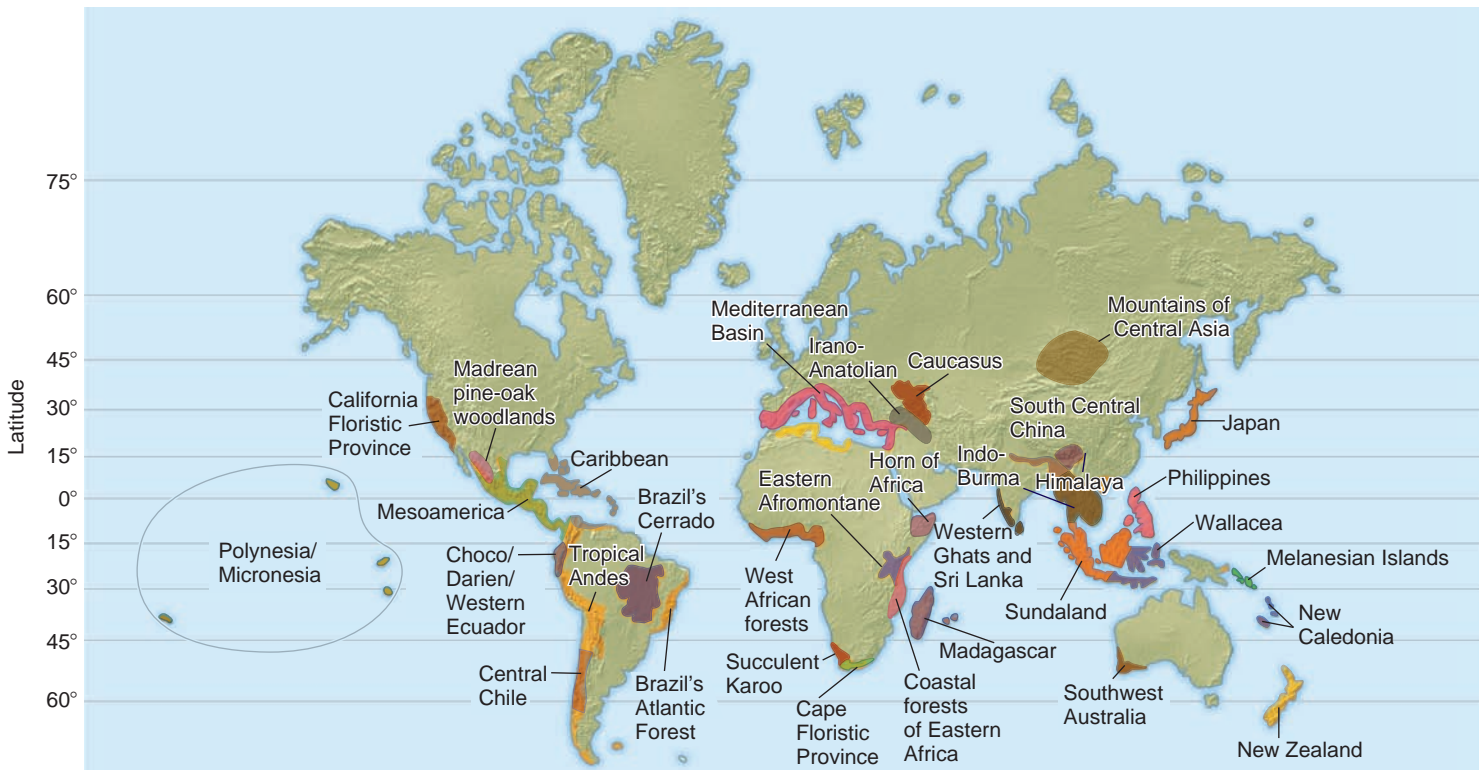 Latitude
75°
60°
45°
30°
15°
0°
15°
30°
45°
60°
Polynesia/
Micronesia
California
Floristic
Province
Madrean
pine-oak
woodlands
Caribbean
Mesoamerica
Brazil's
Cerrado
Choco/
Darien/
Western
Ecuador
Tropical
Andes
Central
Chile
Brazil's
Atlantic
Forest
Mediterranean
Basin
Irano-
Anatolian
Caucasus
Mountains of
Central Asia
South Central
China
Japan
Horn of
Africa
Indo-
Burma
Himalaya
Philippines
Eastern
Afromontane
Western
Ghats and
Sri Lanka
Wallacea
Melanesian Islands
West
African
forests
Sundaland
New
Caledonia
Madagascar
Succulent
Karoo
Cape
Floristic
Province
Coastal
forests
of Eastern
Africa
Southwest
Australia
New Zealand